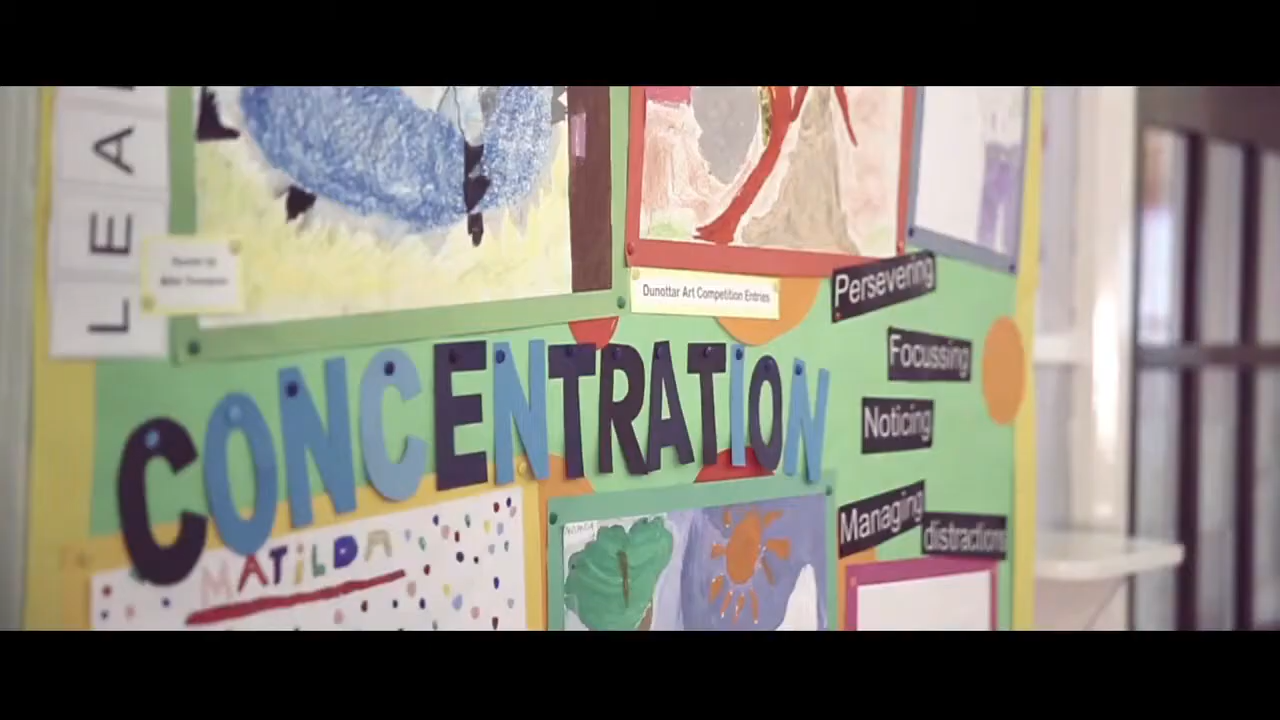 LEA
Dunottar Art Competition Entries
Persevering
Focussing
CONCENTRATION
Noticing
Managing
distractions
MATILDA